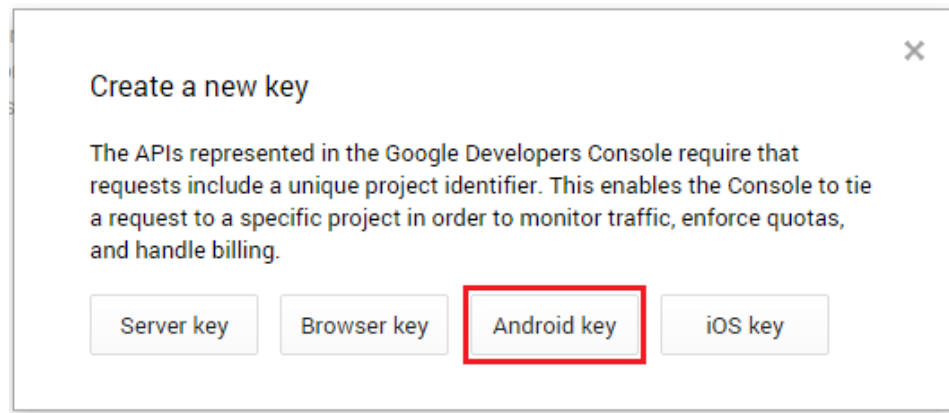 Create a new key
The APIs represented in the Google Developers Console require that
requests include a unique project identifier. This enables the Console to tie
a request to a specific project in order to monitor traffic, enforce quotas,
and handle billing.
Server key Browser key Android key iOS key